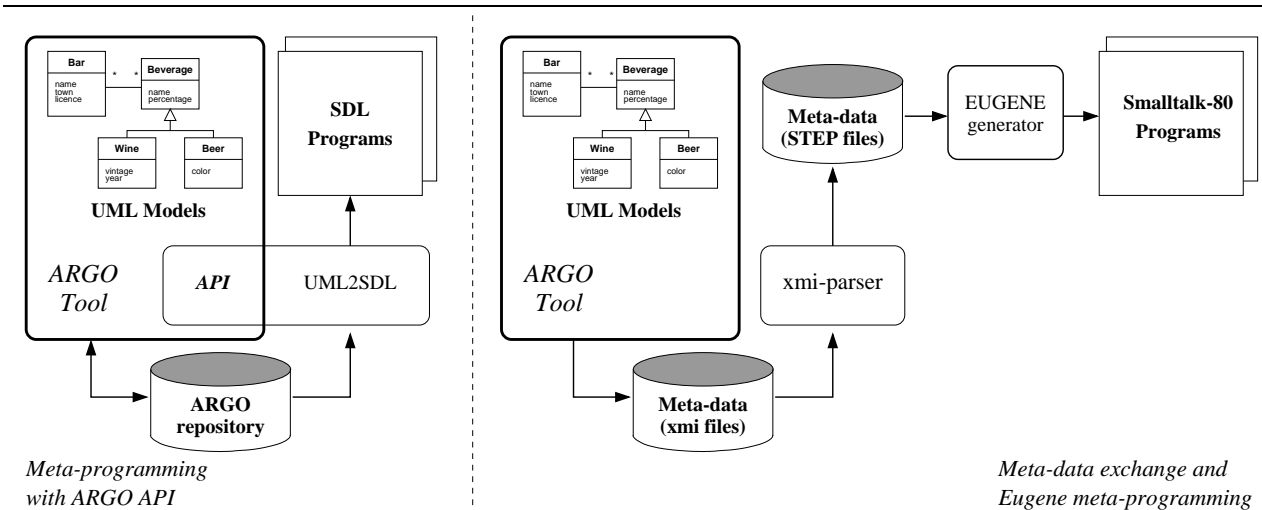 Bar
name
town
licence
* *
Beverage
name
percentage
Wine
vintage
year
Beer
color
UML Models
SDL
Programs
ARGO
Tool
API
UML2SDL
ARGO
repository
Meta-programming
with ARGO API
Bar
name
town
licence
* *
Beverage
name
percentage
Wine
vintage
year
Beer
color
UML Models
ARGO
Tool
Meta-data
(STEP files)
EUGENE
generator
Smalltalk-80
Programs
xmi-parser
Meta-data
(xmi files)
Meta-data exchange and
Eugene meta-programming